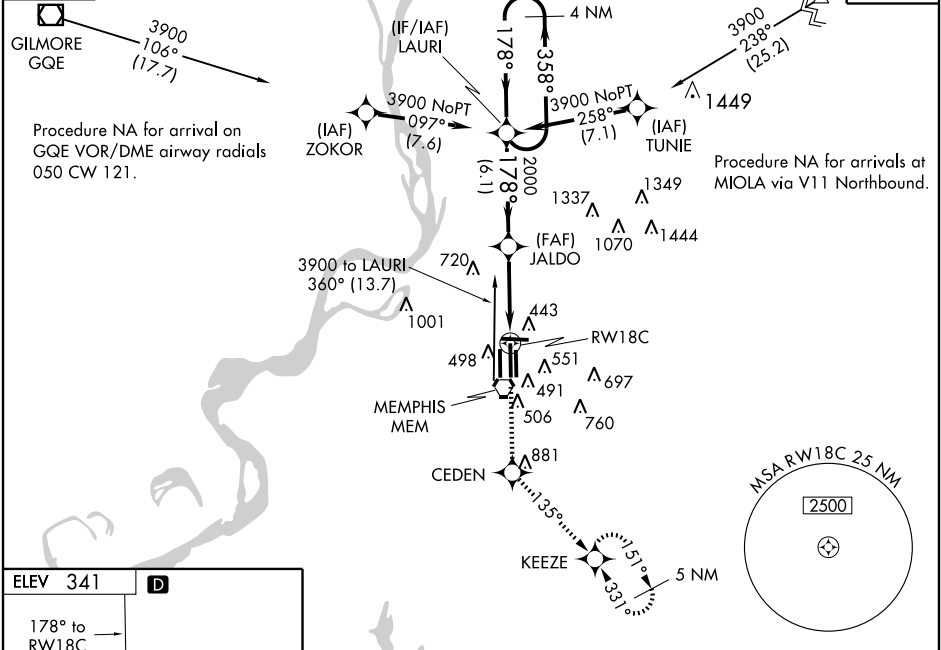 GILMORE
GQE
3900
106°
(17.7)
(IF/IAF)
LAURI
178°
358°
4 NM
3900
238°
(25.2)
1449
3900 NoPT
097°
(7.6)
(IAF)
ZOKOR
3900 NoPT
258°
(7.1)
(IAF)
TUNIE
Procedure NA for arrival on
GQE VOR/DME airway radials
050 CW 121.
Procedure NA for arrivals at
MIOLA via V11 Northbound.
2000
178°
(6.1)
1337
1349
1070
1444
(FAF)
JALDO
720
3900 to LAURI
360° (13.7)
1001
443
RW18C
498
551
491
697
506
760
MEMPHIS
MEM
881
CEDEN
135°
KEEZE
151°
331°
5 NM
MSA RW18C 25 NM
2500
ELEV 341
D
178° to
RW18C